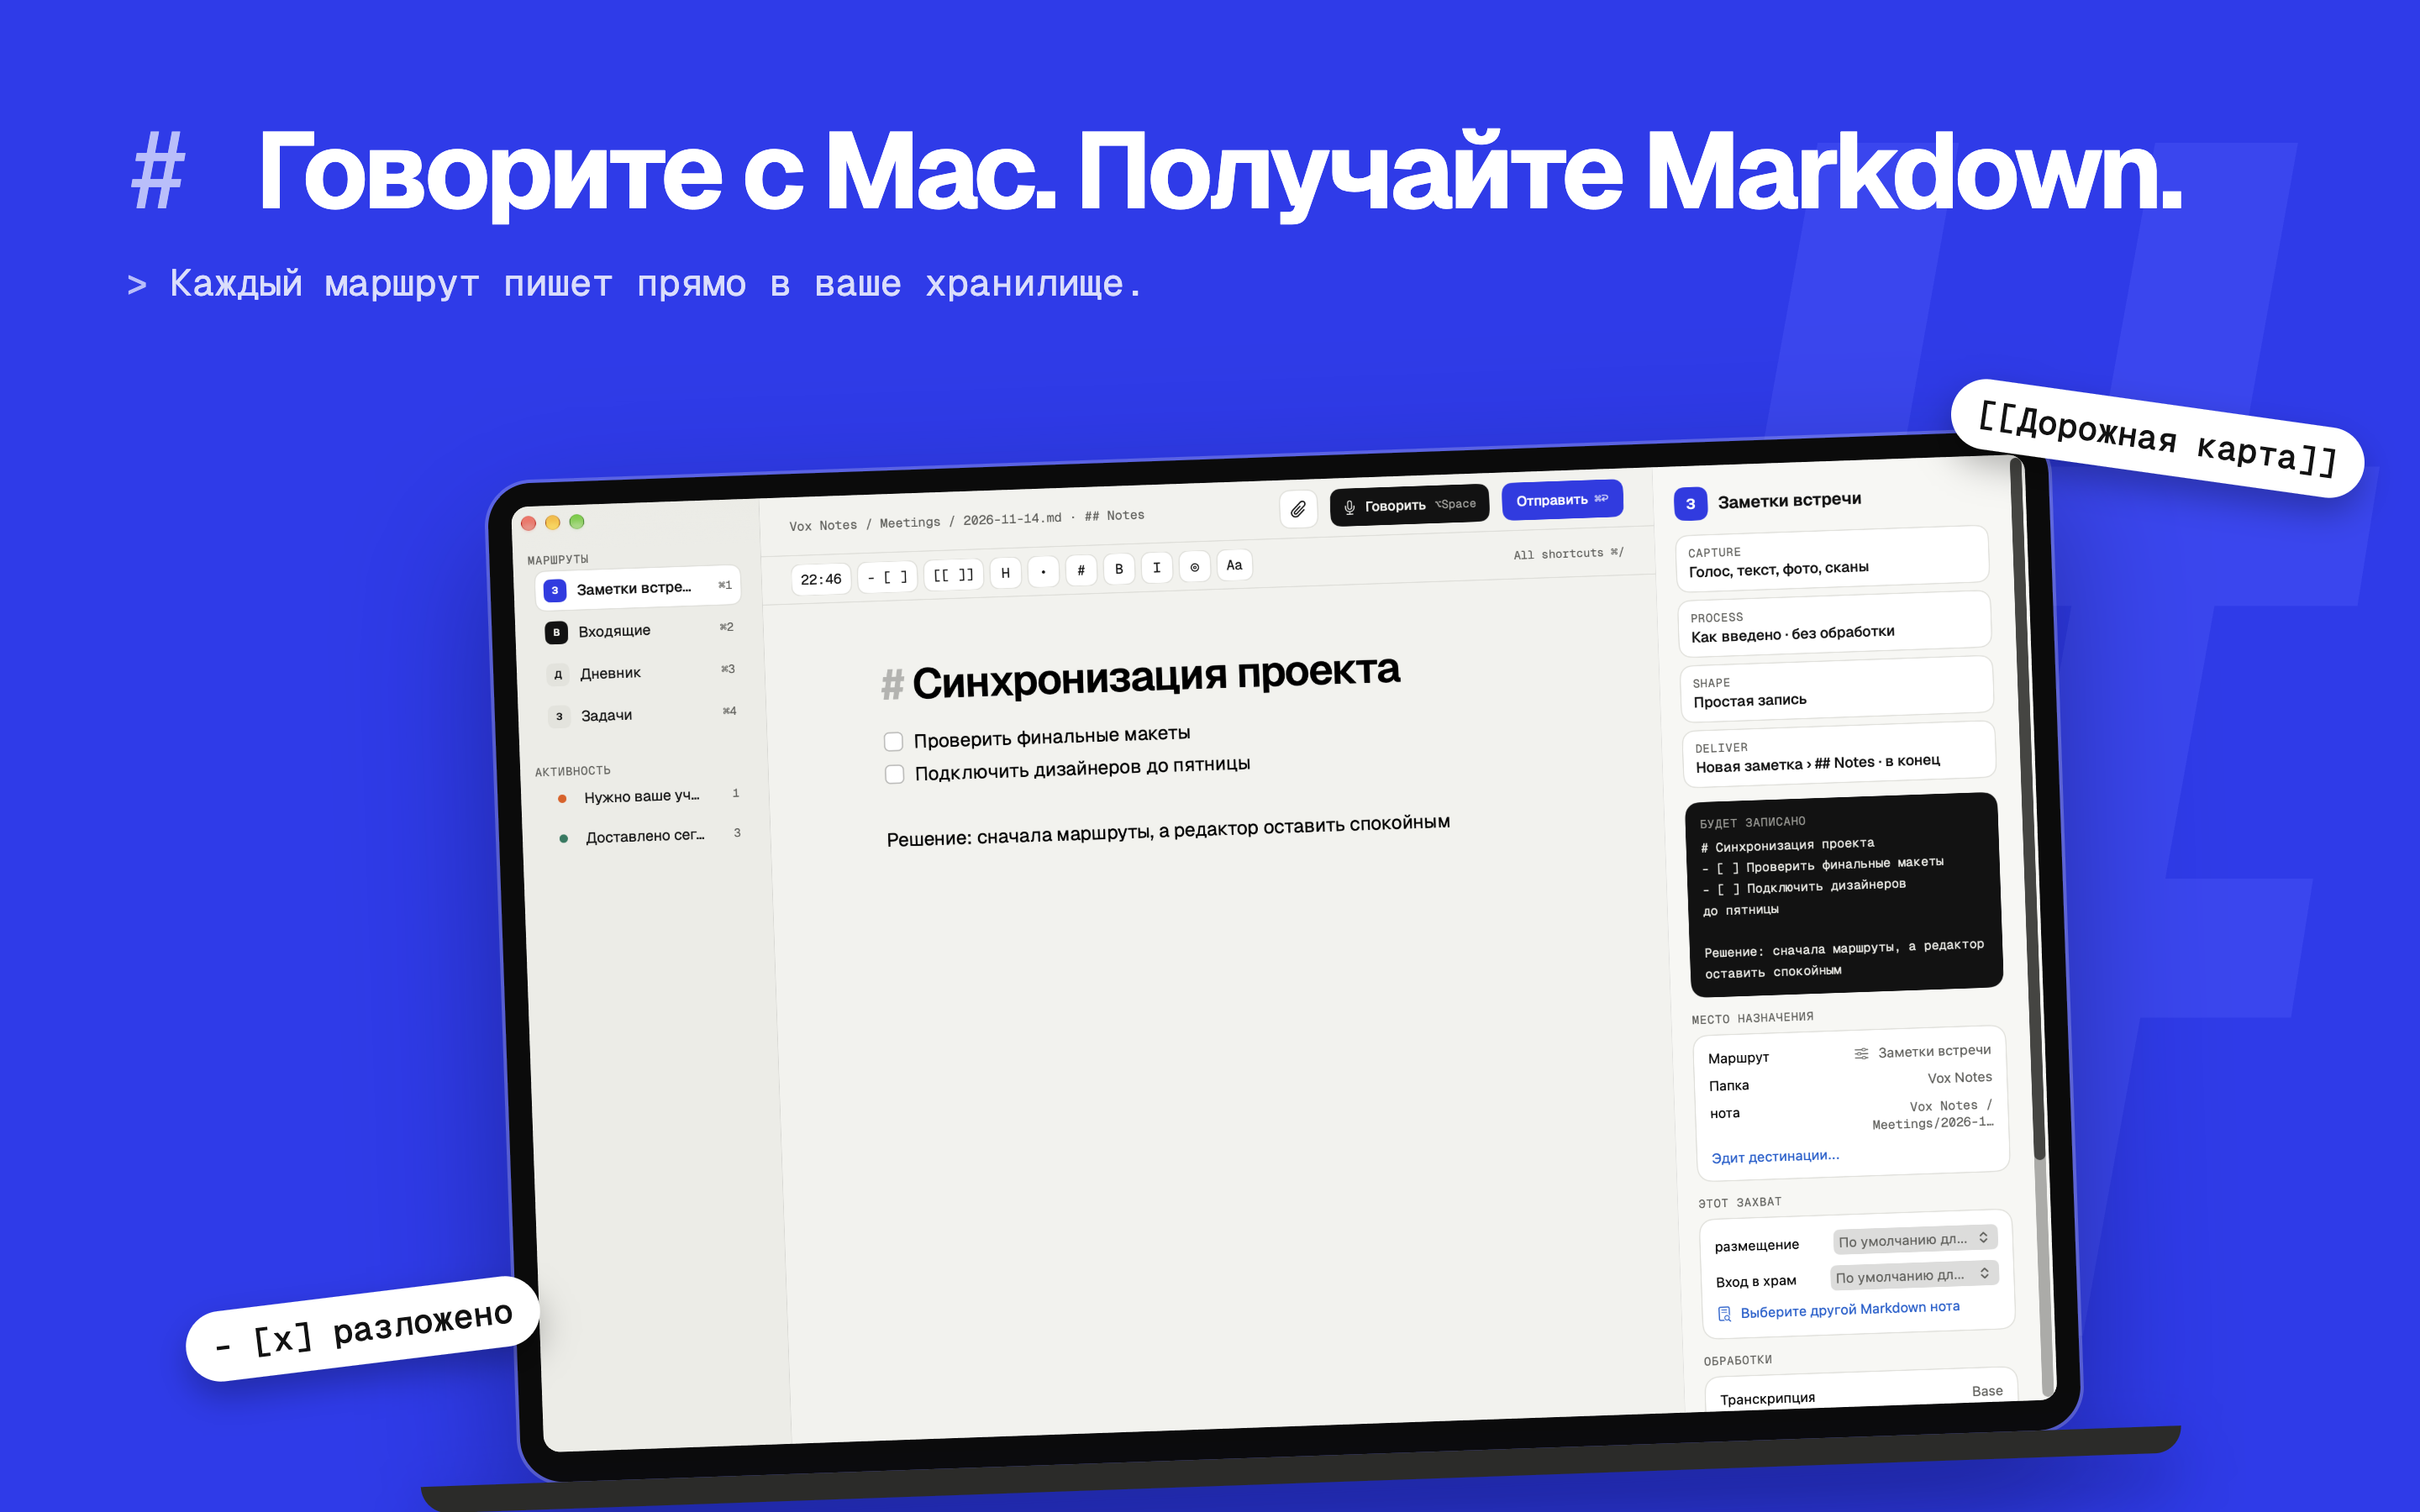 # Говорите с Mac. Получайте Markdown.
> Каждый маршрут пишет прямо в ваше хранилище.
[[Дорожная карта]]
МАРШРУТЫ
З Заметки встре… ⌘1
В Входящие ⌘2
Д Дневник ⌘3
З Задачи ⌘4
АКТИВНОСТЬ
Нужно ваше уч… 1
Доставлено сег… 3
Vox Notes / Meetings / 2026-11-14.md · ## Notes
Говорить ⌥Space
Отправить ⌘↩
22:46 - [ ] [[ ]] H • # B I ◎ Aa
All shortcuts ⌘/
# Синхронизация проекта
Проверить финальные макеты
Подключить дизайнеров до пятницы
Решение: сначала маршруты, а редактор оставить спокойным
З Заметки встречи
CAPTURE
Голос, текст, фото, сканы
PROCESS
Как введено · без обработки
SHAPE
Простая запись
DELIVER
Новая заметка › ## Notes · в конец
БУДЕТ ЗАПИСАНО
# Синхронизация проекта
- [ ] Проверить финальные макеты
- [ ] Подключить дизайнеров
до пятницы
Решение: сначала маршруты, а редактор
оставить спокойным
МЕСТО НАЗНАЧЕНИЯ
Маршрут Заметки встречи
Папка Vox Notes
нота Vox Notes /
Meetings/2026-1…
Эдит дестинации...
ЭТОТ ЗАХВАТ
размещение По умолчанию дл...
Вход в храм По умолчанию дл...
Выберите другой Markdown нота
ОБРАБОТКИ
Транскрипция Base
- [x] разложено